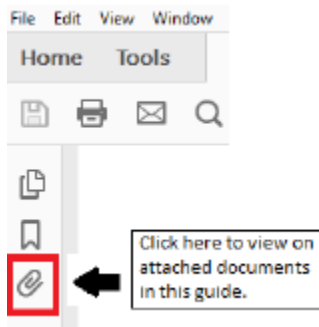 File Edit View Window
Home Tools
Click here to view on
attached documents
in this guide.